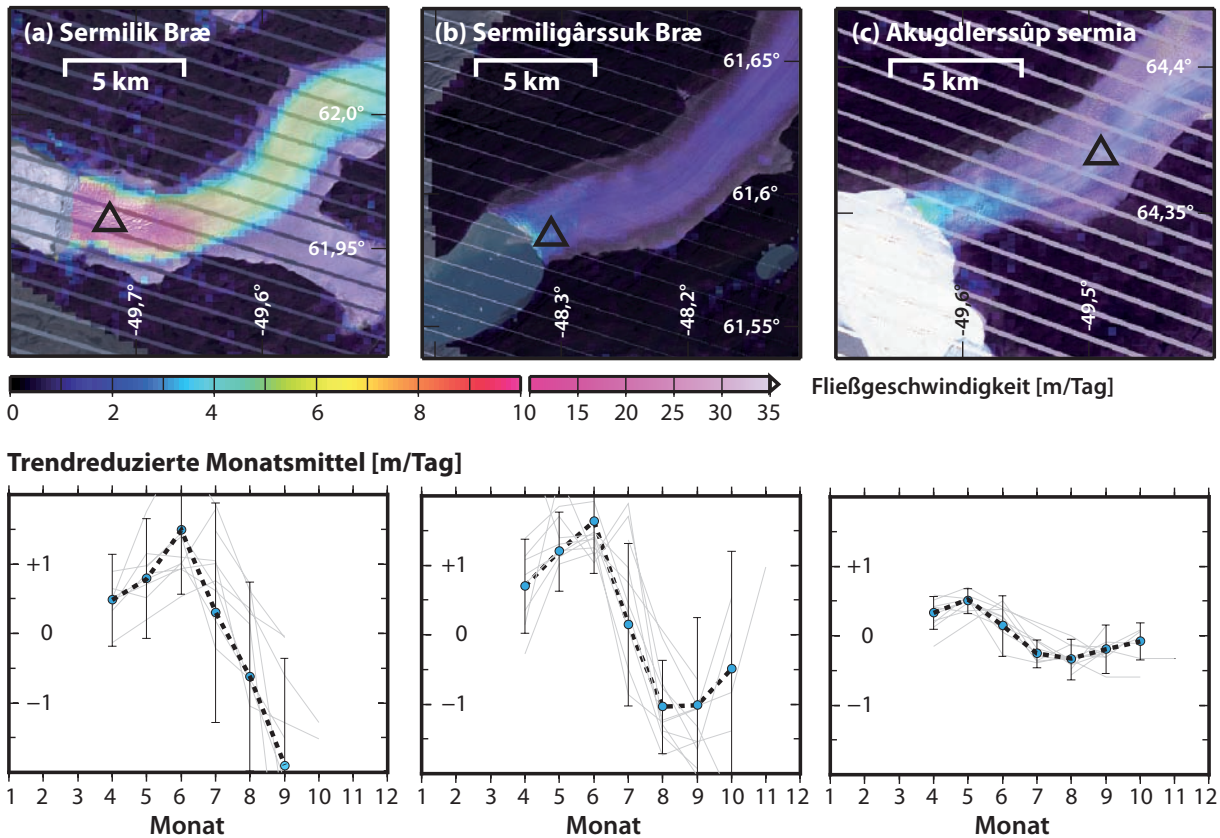 (a) Sermilik Bræ
5 km
62,0°
61,95°
-49,7°
-49,6°
(b) Sermiligârssuk Bræ
5 km
61,65°
61,6°
61,55°
-48,3°
-48,2°
(c) Akugdlerssûp sermia
5 km
64,4°
64,35°
-49,6°
-49,5°
0 2 4 6 8 10 15 20 25 30 35
Fließgeschwindigkeit [m/Tag]
Trendreduzierte Monatsmittel [m/Tag]
+1
0
−1
1 2 3 4 5 6 7 8 9 10 11 12
Monat
+1
0
−1
1 2 3 4 5 6 7 8 9 10 11 12
Monat
+1
0
−1
1 2 3 4 5 6 7 8 9 10 11 12
Monat